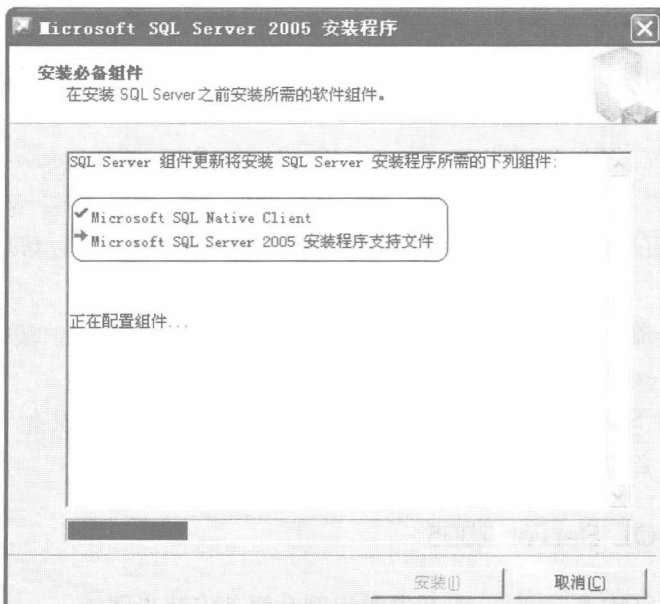 Microsoft SQL Server 2005 安装程序
安装必备组件
在安装 SQL Server之前安装所需的软件组件。
SQL Server 组件更新将安装 SQL Server 安装程序所需的下列组件:
Microsoft SQL Native Client
Microsoft SQL Server 2005 安装程序支持文件
正在配置组件...
安装(I)
取消(C)